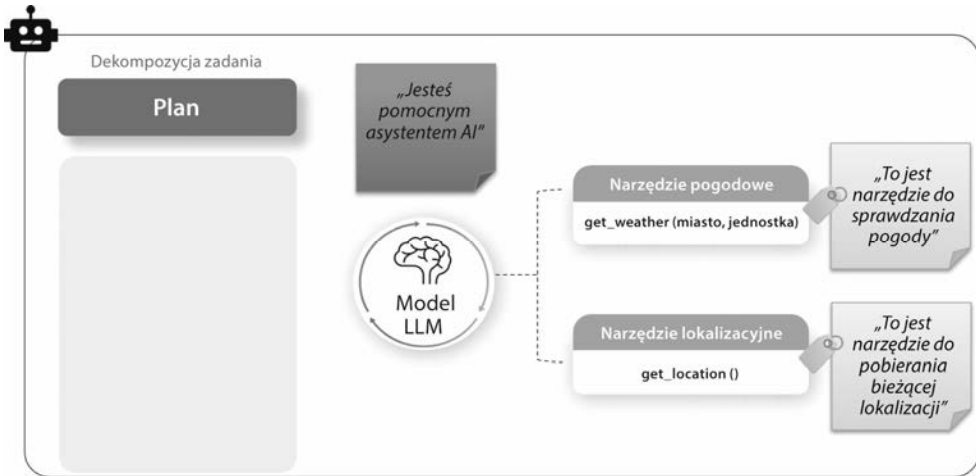 Dekompozycja zadania
Plan
„Jesteś
pomocnym
asystentem AI”
Model
LLM
Narzędzie pogodowe
get_weather (miasto, jednostka)
„To jest
narzędzie do
sprawdzania
pogody”
Narzędzie lokalizacyjne
get_location ()
„To jest
narzędzie do
pobierania
bieżącej
lokalizacji”